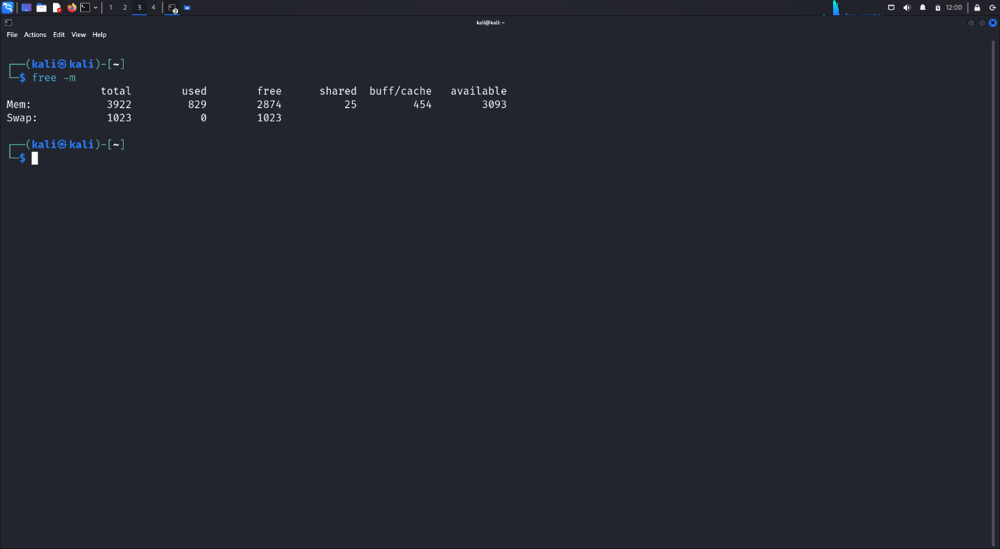 1 2 3 4 12:00
kali@kali: ~
File Actions Edit View Help
┌──(kali㉿kali)-[~]
└─$ free -m
total used free shared buff/cache available
Mem: 3922 829 2874 25 454 3093
Swap: 1023 0 1023
┌──(kali㉿kali)-[~]
└─$